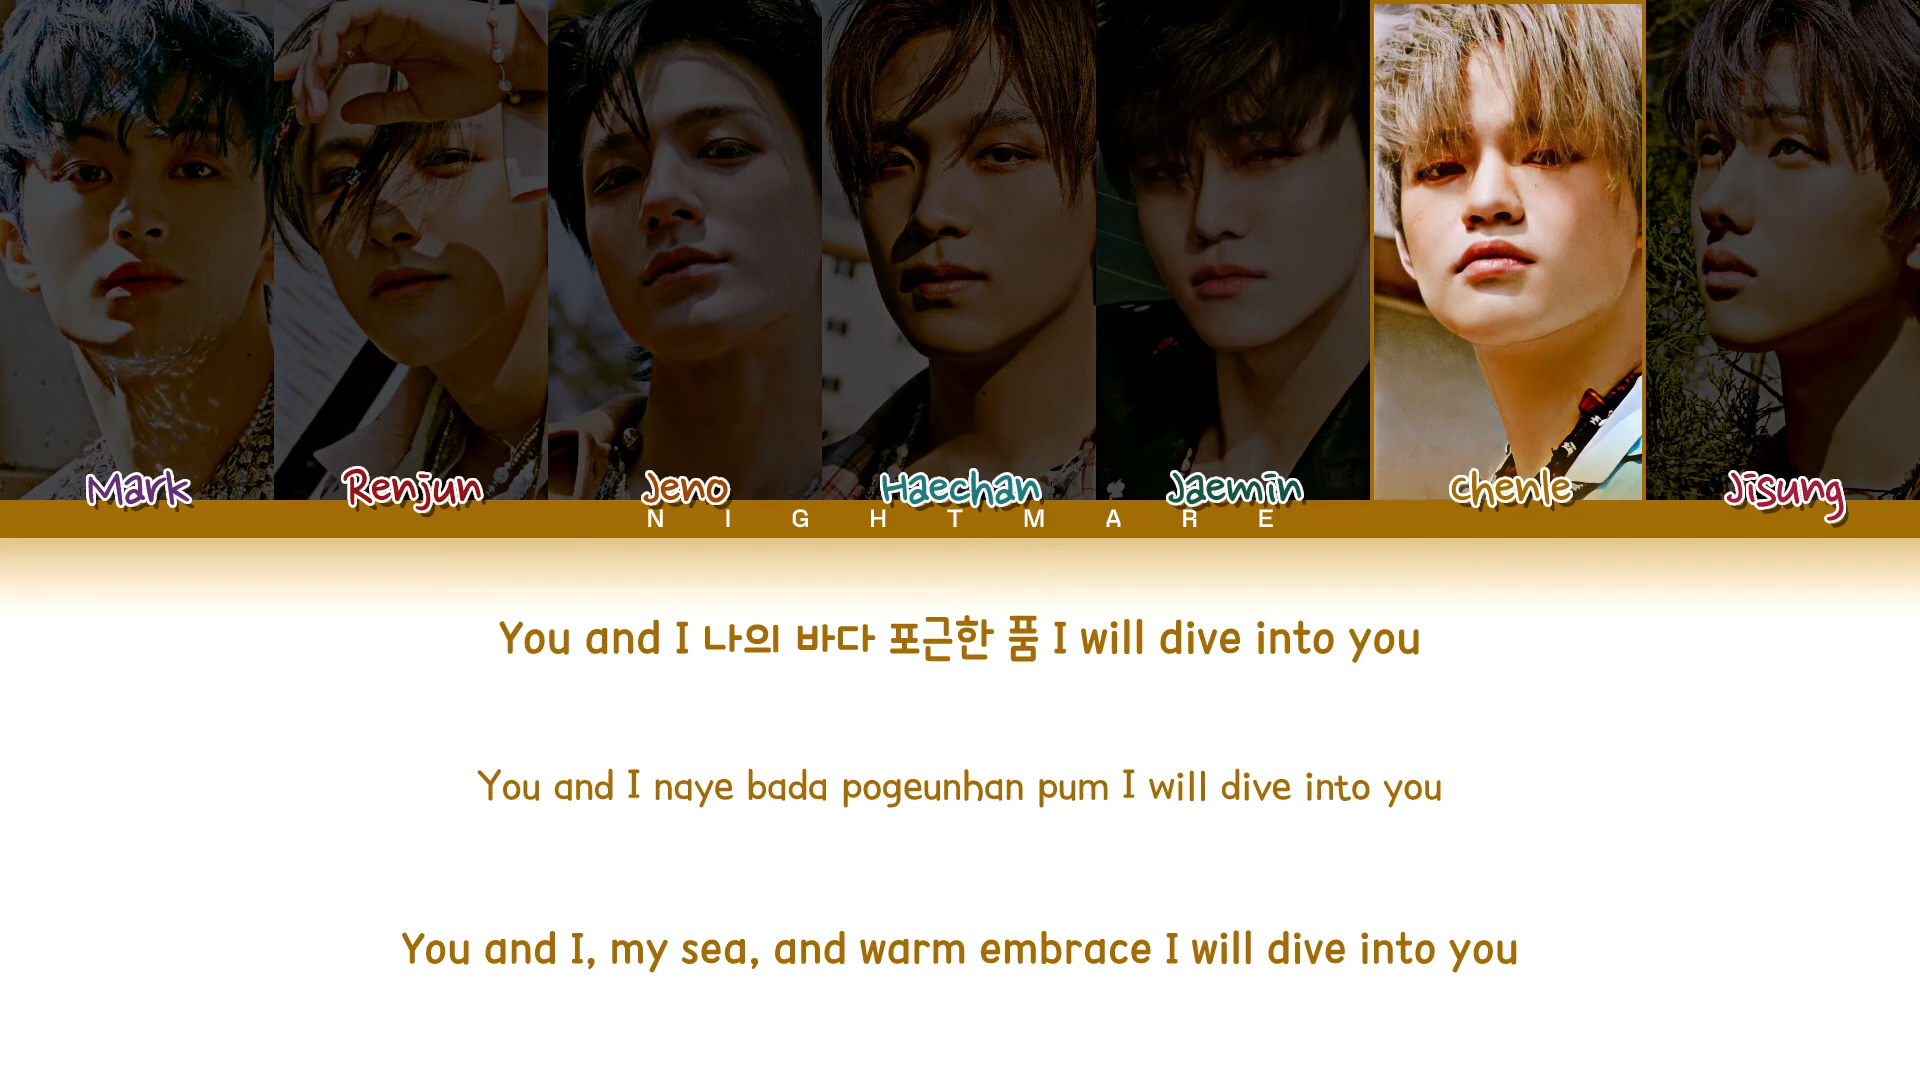 Mark Renjun Jeno Haechan Jaemin Chenle Jisung
NIGHTMARE
You and I 나의 바다 포근한 품 I will dive into you
You and I naye bada pogeunhan pum I will dive into you
You and I, my sea, and warm embrace I will dive into you